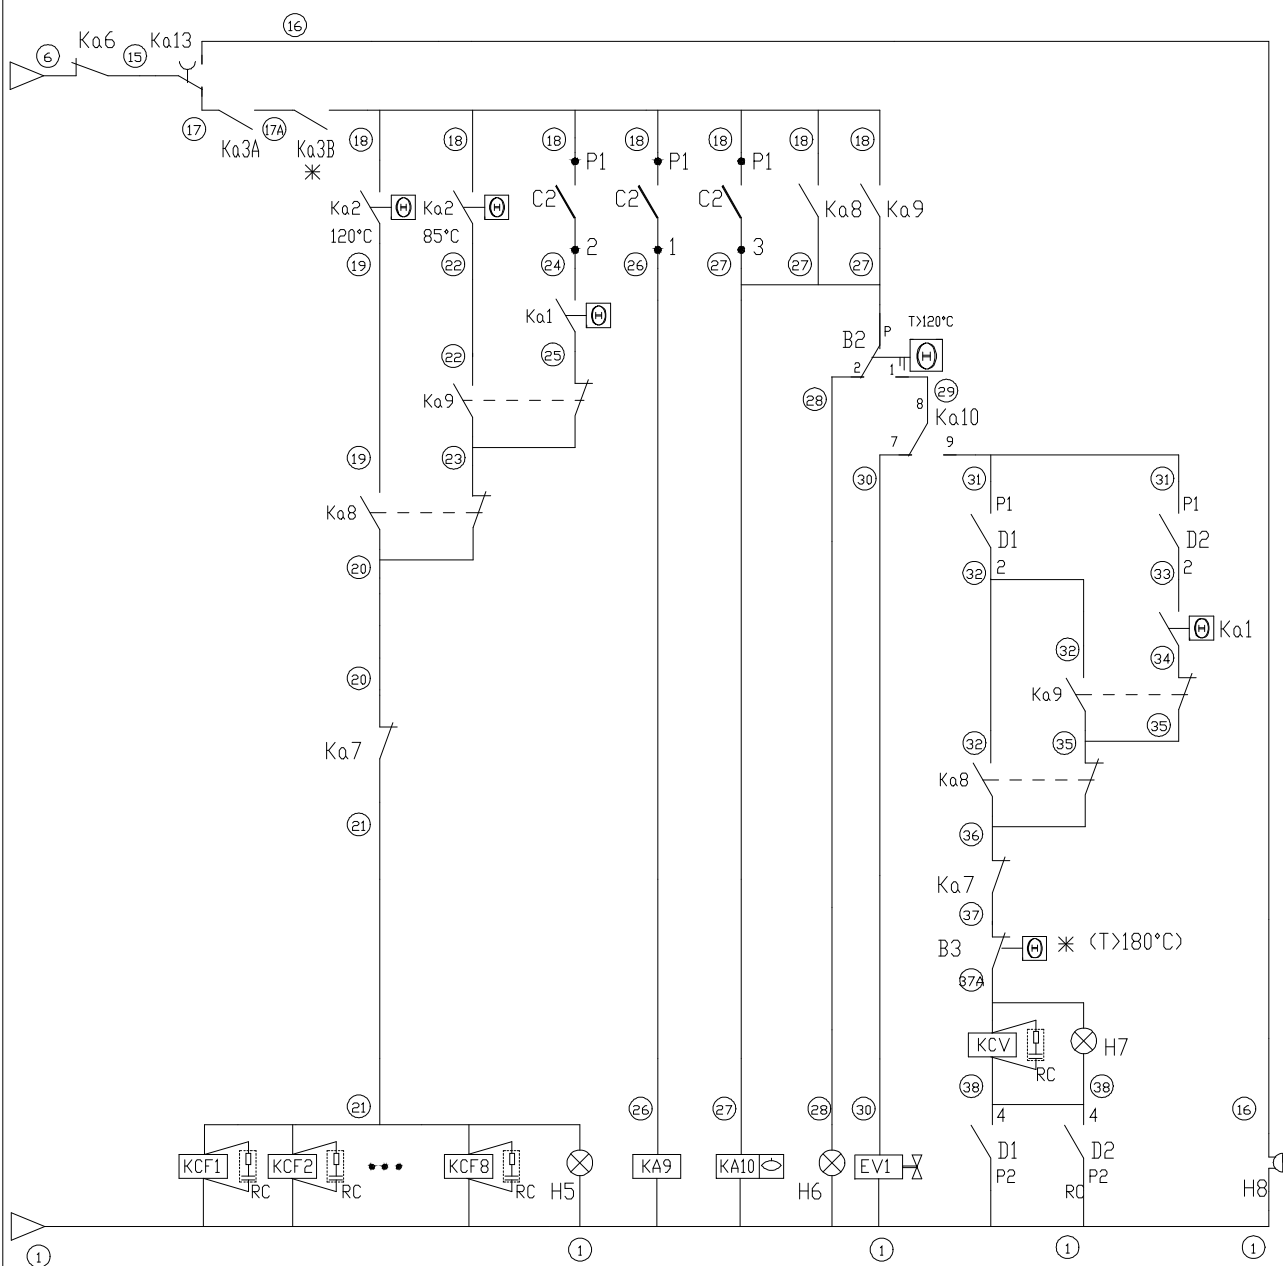 16
6 Ka6 15 Ka13
17 Ka3A 17A Ka3B
✳
18 18 18 18 18 18 18
P1 P1 P1
Ka2 Ka2 C2 C2 C2 Ka8 Ka9
120°C 85°C
2 1 3
19 22 24 26 27 27 27
Ka1
T>120°C
P
B2
22 25
2 1
28 29
Ka9
8
Ka10
7 9
19 23
30 31 31
P1 P1
Ka8
D1 D2
20
32 2 33 2
Ka1
32 34
20
Ka9
35
Ka7
32 35
Ka8
21
36
Ka7
37
B3 ✳ (T>180°C)
37A
KCV RC H7
38 38
21 26 27 28 30 4 4 16
KCF1 RC KCF2 RC KCF8 RC H5 KA9 KA10 H6 EV1 D1 D2 H8
P2 RC P2
1 1 1 1 1